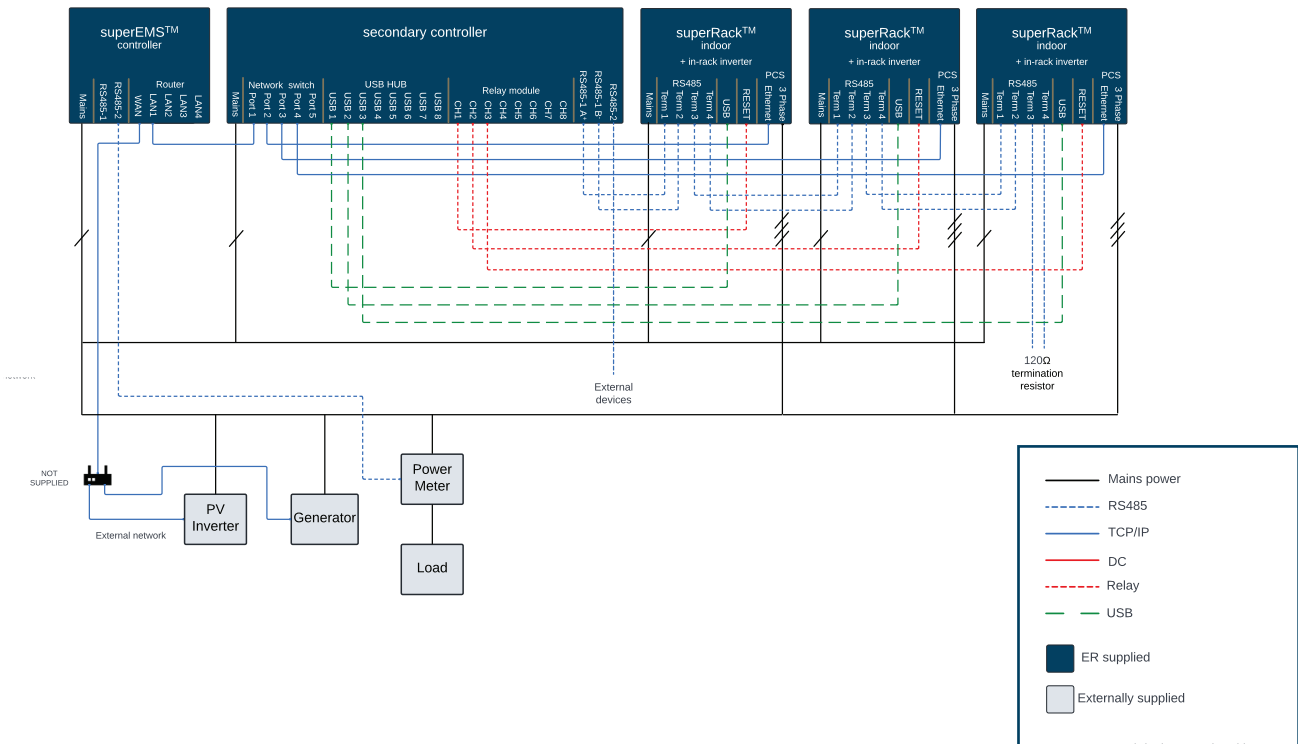 superEMS™
controller
Router
Mains
RS485-1
RS485-2
WAN
LAN1
LAN2
LAN3
LAN4
secondary controller
Network switch
USB HUB
Relay module
Mains
Port 1
Port 2
Port 3
Port 4
Port 5
USB 1
USB 2
USB 3
USB 4
USB 5
USB 6
USB 7
USB 8
CH1
CH2
CH3
CH4
CH5
CH6
CH7
CH8
RS485-1 A+
RS485-1 B-
RS485-2
superRack™
indoor
+ in-rack inverter
PCS
RS485
Mains
Term 1
Term 2
Term 3
Term 4
USB
RESET
Ethernet
3 Phase
superRack™
indoor
+ in-rack inverter
PCS
RS485
Mains
Term 1
Term 2
Term 3
Term 4
USB
RESET
Ethernet
3 Phase
superRack™
indoor
+ in-rack inverter
PCS
RS485
Mains
Term 1
Term 2
Term 3
Term 4
USB
RESET
Ethernet
3 Phase
External
devices
120Ω
termination
resistor
NOT
SUPPLIED
External network
PV
Inverter
Generator
Power
Meter
Load
Mains power
RS485
TCP/IP
DC
Relay
USB
ER supplied
Externally supplied